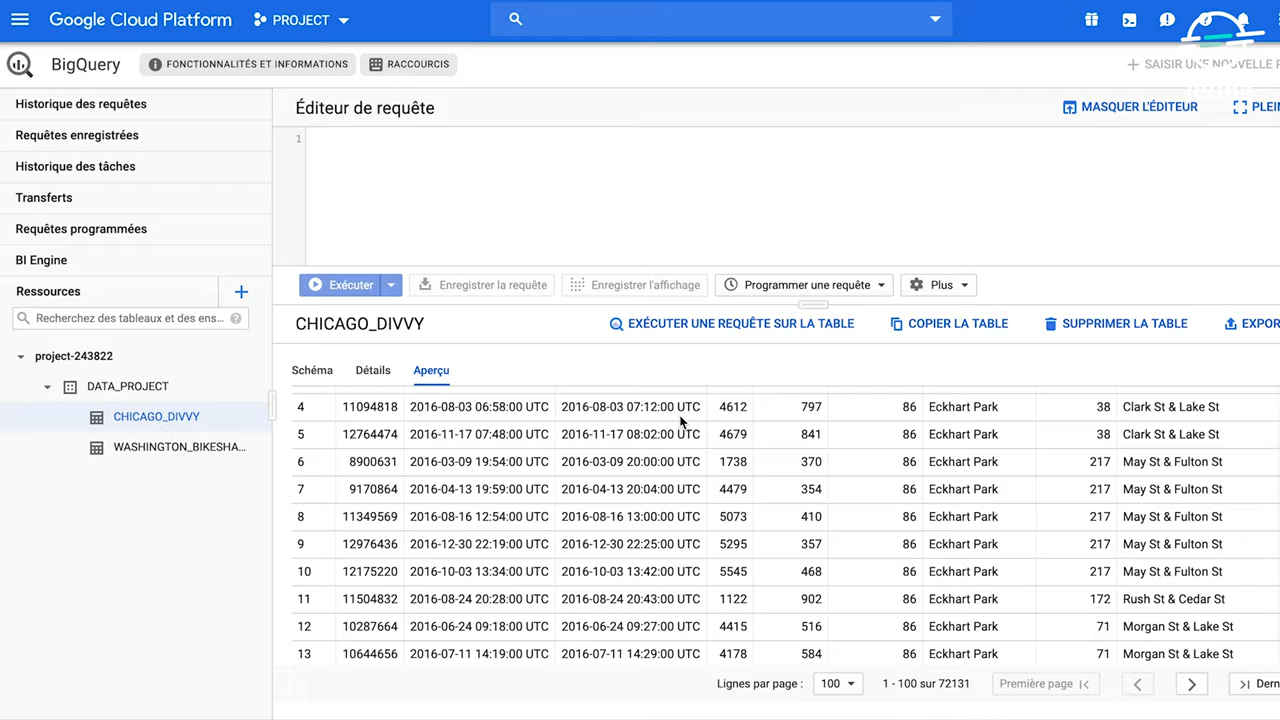 Google Cloud Platform PROJECT
BigQuery FONCTIONNALITÉS ET INFORMATIONS RACCOURCIS
Historique des requêtes
Requêtes enregistrées
Historique des tâches
Transferts
Requêtes programmées
BI Engine
Ressources
Recherchez des tableaux et des ens...
project-243822
DATA_PROJECT
CHICAGO_DIVVY
WASHINGTON_BIKESHA...
+ SAISIR UNE NOUVELLE
Éditeur de requête MASQUER L'ÉDITEUR PLEIN
1
Exécuter Enregistrer la requête Enregistrer l'affichage Programmer une requête Plus
CHICAGO_DIVVY EXÉCUTER UNE REQUÊTE SUR LA TABLE COPIER LA TABLE SUPPRIMER LA TABLE EXPOR
Schéma Détails Aperçu
4 11094818 2016-08-03 06:58:00 UTC 2016-08-03 07:12:00 UTC 4612 797 86 Eckhart Park 38 Clark St & Lake St
5 12764474 2016-11-17 07:48:00 UTC 2016-11-17 08:02:00 UTC 4679 841 86 Eckhart Park 38 Clark St & Lake St
6 8900631 2016-03-09 19:54:00 UTC 2016-03-09 20:00:00 UTC 1738 370 86 Eckhart Park 217 May St & Fulton St
7 9170864 2016-04-13 19:59:00 UTC 2016-04-13 20:04:00 UTC 4479 354 86 Eckhart Park 217 May St & Fulton St
8 11349569 2016-08-16 12:54:00 UTC 2016-08-16 13:00:00 UTC 5073 410 86 Eckhart Park 217 May St & Fulton St
9 12976436 2016-12-30 22:19:00 UTC 2016-12-30 22:25:00 UTC 5295 357 86 Eckhart Park 217 May St & Fulton St
10 12175220 2016-10-03 13:34:00 UTC 2016-10-03 13:42:00 UTC 5545 468 86 Eckhart Park 217 May St & Fulton St
11 11504832 2016-08-24 20:28:00 UTC 2016-08-24 20:43:00 UTC 1122 902 86 Eckhart Park 172 Rush St & Cedar St
12 10287664 2016-06-24 09:18:00 UTC 2016-06-24 09:27:00 UTC 4415 516 86 Eckhart Park 71 Morgan St & Lake St
13 10644656 2016-07-11 14:19:00 UTC 2016-07-11 14:29:00 UTC 4178 584 86 Eckhart Park 71 Morgan St & Lake St
Lignes par page : 100 1 - 100 sur 72131 Première page Dern